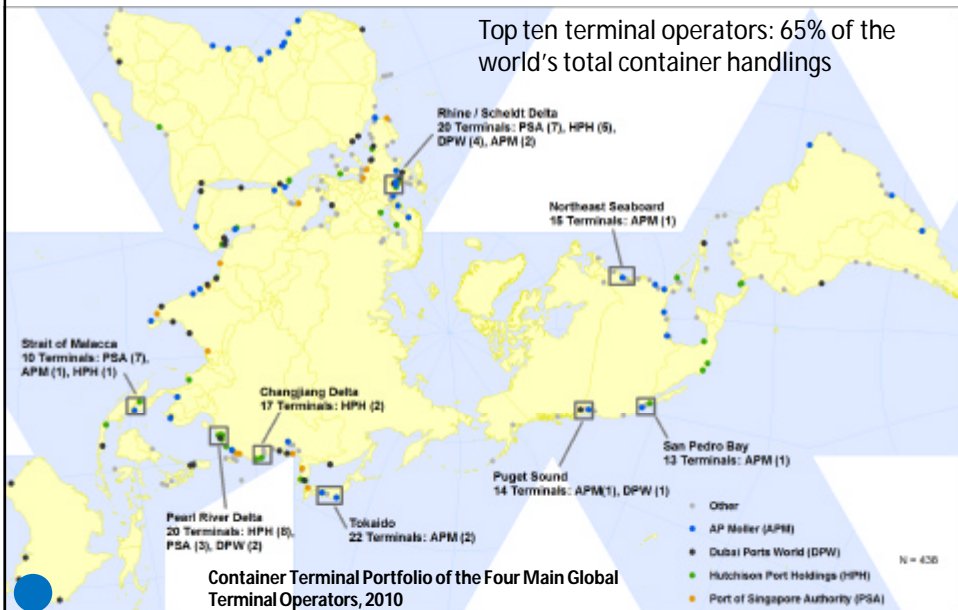 Top ten terminal operators: 65% of the
world's total container handlings
Rhine / Scheldt Delta
20 Terminals: PSA (7), HPH (5),
DPW (4), APM (2)
Northeast Seaboard
15 Terminals: APM (1)
Strait of Malacca
10 Terminals: PSA (7),
APM (1), HPH (1)
Changjiang Delta
17 Terminals: HPH (2)
San Pedro Bay
13 Terminals: APM (1)
Puget Sound
14 Terminals: APM(1), DPW (1)
Pearl River Delta
20 Terminals: HPH (8),
PSA (3), DPW (2)
Tokaido
22 Terminals: APM (2)
Other
AP Moller (APM)
Dubai Ports World (DPW)
Hutchison Port Holdings (HPH)
Port of Singapore Authority (PSA)
N = 436
Container Terminal Portfolio of the Four Main Global
Terminal Operators, 2010